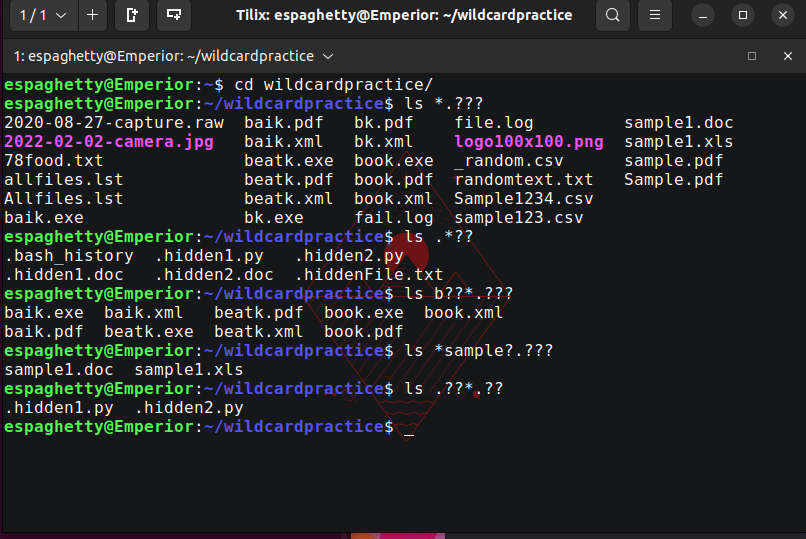 1 / 1
Tilix: espaghetty@Emperior: ~/wildcardpractice
1: espaghetty@Emperior: ~/wildcardpractice
espaghetty@Emperior:~$ cd wildcardpractice/
espaghetty@Emperior:~/wildcardpractice$ ls *.???
2020-08-27-capture.raw  baik.pdf   bk.pdf    file.log         sample1.doc
2022-02-02-camera.jpg   baik.xml   bk.xml    logo100x100.png  sample1.xls
78food.txt              beatk.exe  book.exe  _random.csv      sample.pdf
allfiles.lst            beatk.pdf  book.pdf  randomtext.txt   Sample.pdf
Allfiles.lst            beatk.xml  book.xml  Sample1234.csv
baik.exe                bk.exe     fail.log  sample123.csv
espaghetty@Emperior:~/wildcardpractice$ ls .*??
.bash_history  .hidden1.py   .hidden2.py
.hidden1.doc   .hidden2.doc  .hiddenFile.txt
espaghetty@Emperior:~/wildcardpractice$ ls b??*.???
baik.exe  baik.xml   beatk.pdf  book.exe  book.xml
baik.pdf  beatk.exe  beatk.xml  book.pdf
espaghetty@Emperior:~/wildcardpractice$ ls *sample?.???
sample1.doc  sample1.xls
espaghetty@Emperior:~/wildcardpractice$ ls .??*.??
.hidden1.py  .hidden2.py
espaghetty@Emperior:~/wildcardpractice$ _